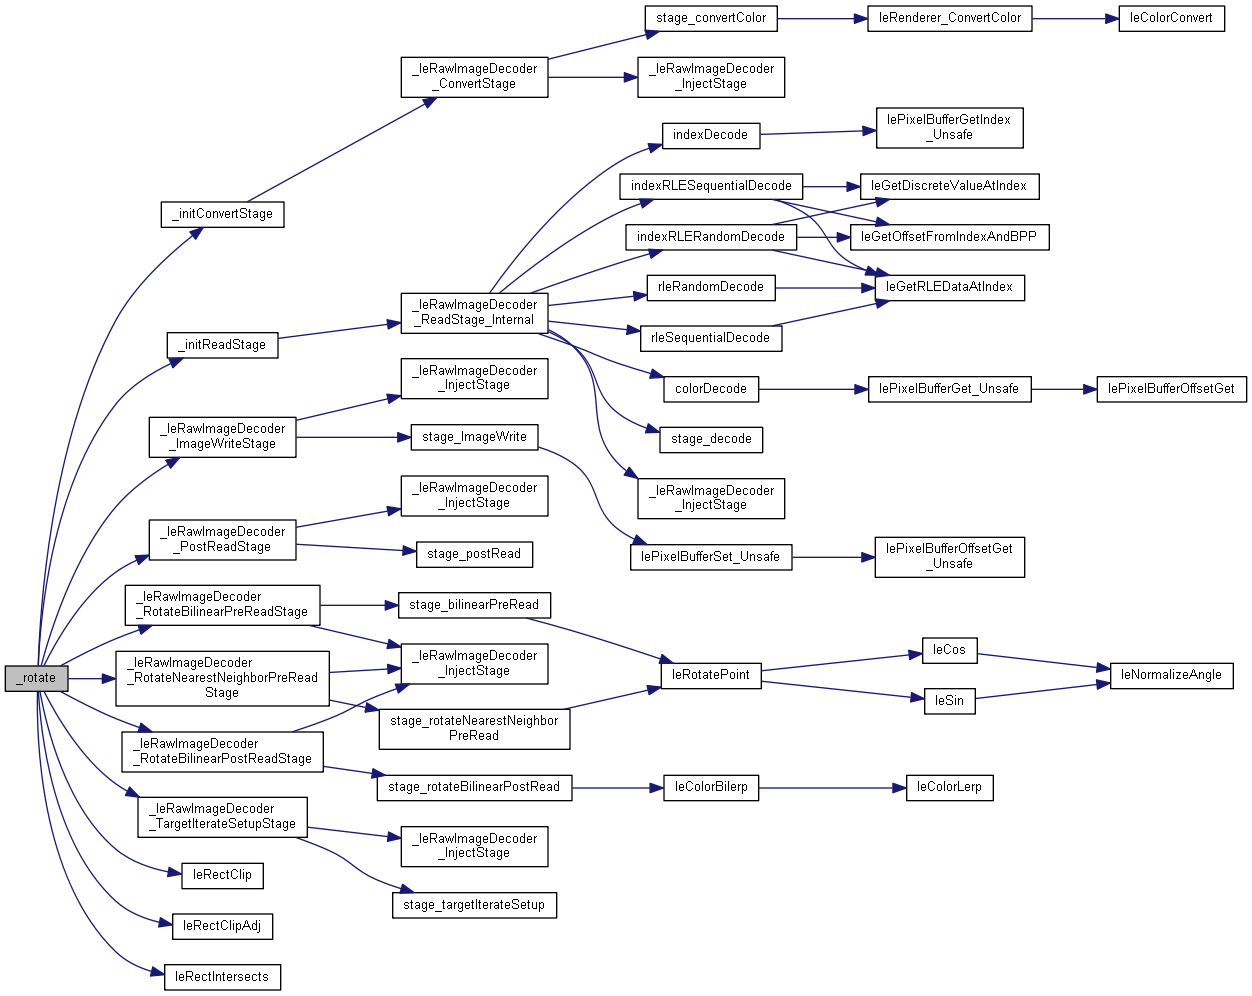 stage_convertColor
leRenderer_ConvertColor
leColorConvert
_leRawImageDecoder
_ConvertStage
_leRawImageDecoder
_InjectStage
indexDecode
lePixelBufferGetIndex
_Unsafe
_initConvertStage
indexRLESequentialDecode
leGetDiscreteValueAtIndex
indexRLERandomDecode
leGetOffsetFromIndexAndBPP
_leRawImageDecoder
_ReadStage_Internal
rleRandomDecode
leGetRLEDataAtIndex
_initReadStage
rleSequentialDecode
_leRawImageDecoder
_InjectStage
colorDecode
lePixelBufferGet_Unsafe
lePixelBufferOffsetGet
_leRawImageDecoder
_ImageWriteStage
stage_ImageWrite
stage_decode
_leRawImageDecoder
_InjectStage
_leRawImageDecoder
_InjectStage
_leRawImageDecoder
_PostReadStage
stage_postRead
lePixelBufferSet_Unsafe
lePixelBufferOffsetGet
_Unsafe
_leRawImageDecoder
_RotateBilinearPreReadStage
stage_bilinearPreRead
_rotate
_leRawImageDecoder
_RotateNearestNeighborPreRead
Stage
_leRawImageDecoder
_InjectStage
leRotatePoint
leCos
leSin
leNormalizeAngle
stage_rotateNearestNeighbor
PreRead
_leRawImageDecoder
_RotateBilinearPostReadStage
stage_rotateBilinearPostRead
leColorBilerp
leColorLerp
_leRawImageDecoder
_TargetIterateSetupStage
_leRawImageDecoder
_InjectStage
leRectClip
stage_targetIterateSetup
leRectClipAdj
leRectIntersects